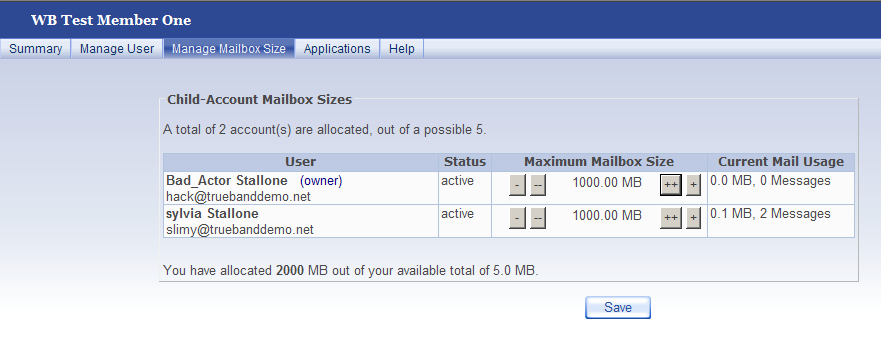 WB Test Member One
Summary Manage User Manage Mailbox Size Applications Help
Child-Account Mailbox Sizes
A total of 2 account(s) are allocated, out of a possible 5.
User Status Maximum Mailbox Size Current Mail Usage
Bad_Actor Stallone (owner) active - -- 1000.00 MB ++ + 0.0 MB, 0 Messages
hack@truebanddemo.net
sylvia Stallone active - -- 1000.00 MB ++ + 0.1 MB, 2 Messages
slimy@truebanddemo.net
You have allocated 2000 MB out of your available total of 5.0 MB.
Save